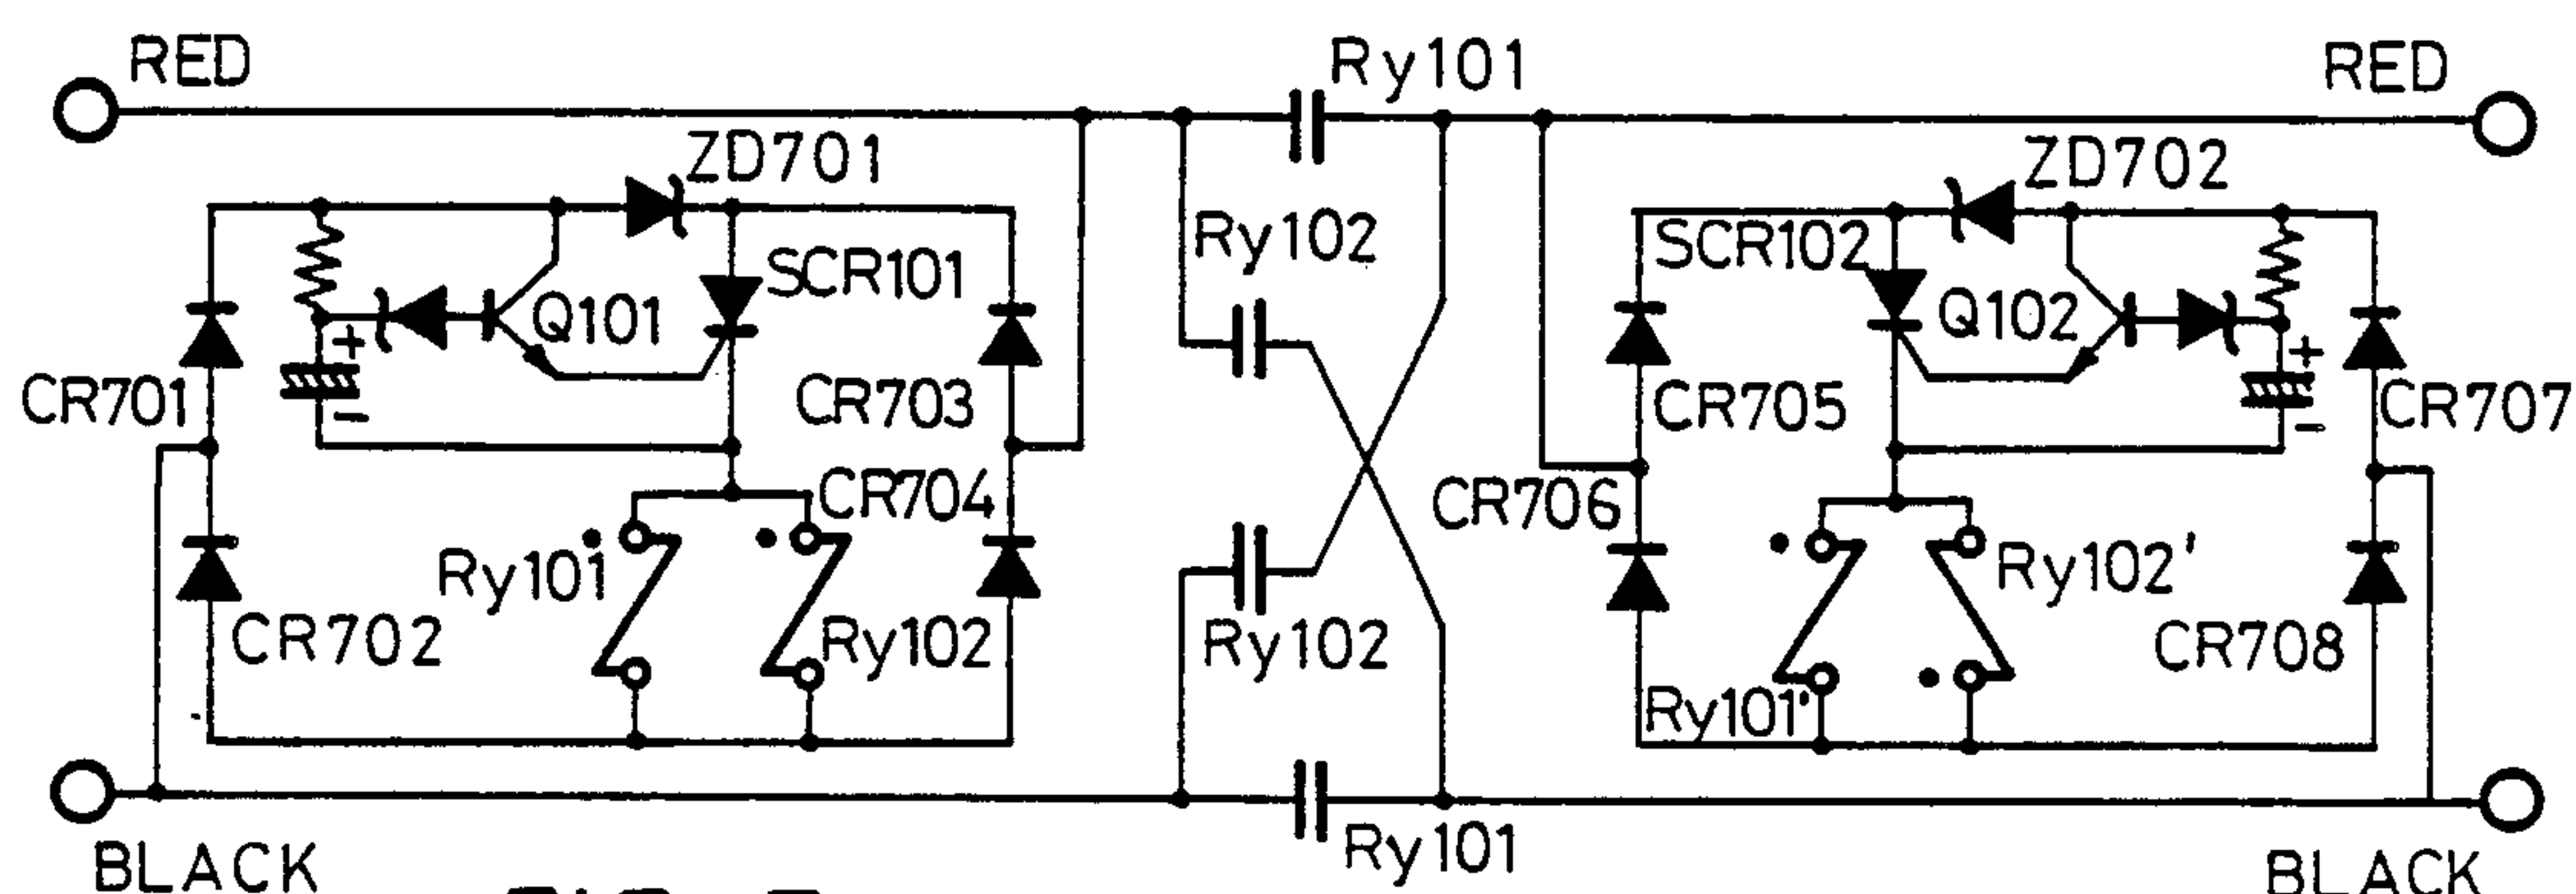 RED
Ry101
RED
ZD701
ZD702
Ry102
SCR101
SCR102
Q101
Q102
+
+
CR701
-
CR703
CR705
-
CR707
CR704
CR706
Ry101
Ry102'
CR702
Ry102
Ry102
CR708
Ry101'
BLACK
Ry101
BLACK